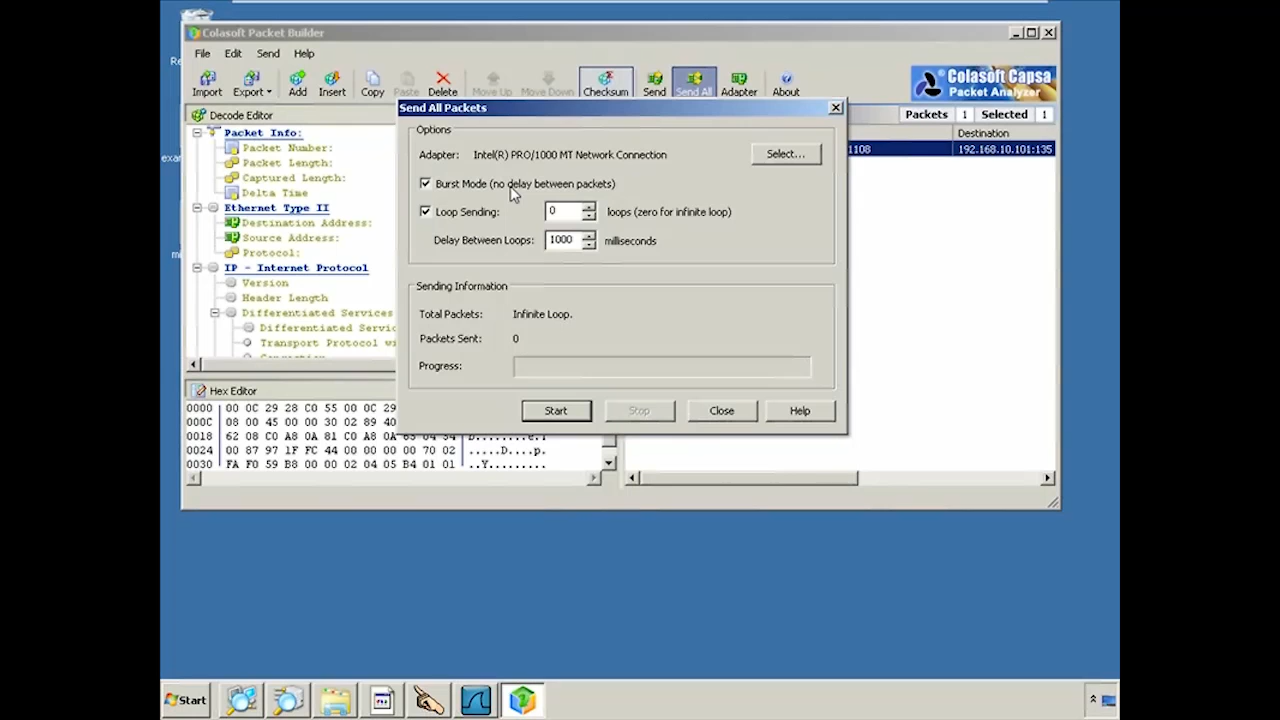 Colasoft Packet Builder
File Edit Send Help
Import Export Add Insert Copy Paste Delete Move Up Move Down Checksum Send Send All Adapter About
Colasoft Capsa
Packet Analyzer
Decode Editor
Packets 1 Selected 1
Destination
1108 192.168.10.101:135
Packet Info:
Packet Number:
Packet Length:
Captured Length:
Delta Time
Ethernet Type II
Destination Address:
Source Address:
Protocol:
IP - Internet Protocol
Version
Header Length
Differentiated Services
Differentiated Servic
Transport Protocol wi
Send All Packets
Options
Adapter: Intel(R) PRO/1000 MT Network Connection Select...
Burst Mode (no delay between packets)
Loop Sending: 0 loops (zero for infinite loop)
Delay Between Loops: 1000 milliseconds
Sending Information
Total Packets: Infinite Loop.
Packets Sent: 0
Progress:
Start Stop Close Help
Hex Editor
0000 00 0C 29 28 C0 55 00 0C 29
000C 08 00 45 00 00 30 02 89 40
0018 62 08 C0 A8 0A 81 C0 A8 0A
0024 00 87 97 1F FC 44 00 00 00 00 70 02 .....D....p.
0030 FA F0 59 B8 00 00 02 04 05 B4 01 01 ..Y.........
Start